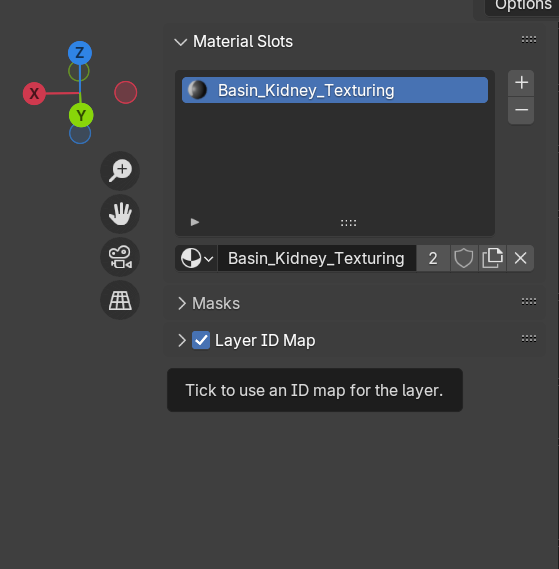 Options
Material Slots
Z
X
Y
Basin_Kidney_Texturing
Basin_Kidney_Texturing 2
Masks
Layer ID Map
Tick to use an ID map for the layer.